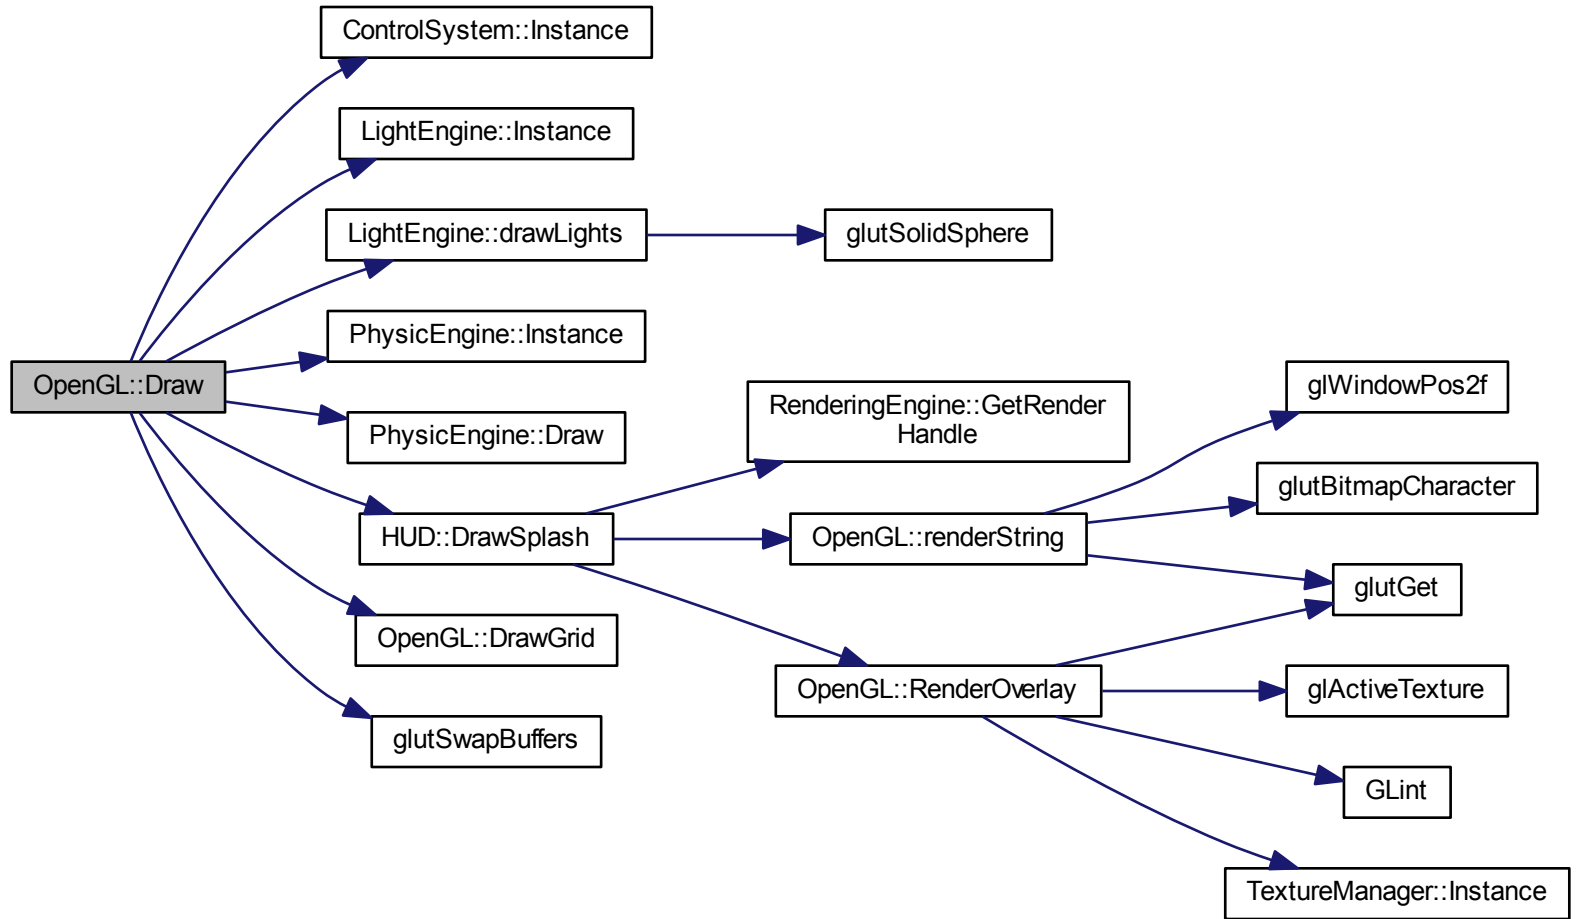 ControlSystem::Instance
LightEngine::Instance
LightEngine::drawLights
glutSolidSphere
PhysicEngine::Instance
OpenGL::Draw
glWindowPos2f
RenderingEngine::GetRender
Handle
PhysicEngine::Draw
glutBitmapCharacter
HUD::DrawSplash
OpenGL::renderString
glutGet
OpenGL::DrawGrid
OpenGL::RenderOverlay
glActiveTexture
glutSwapBuffers
GLint
TextureManager::Instance